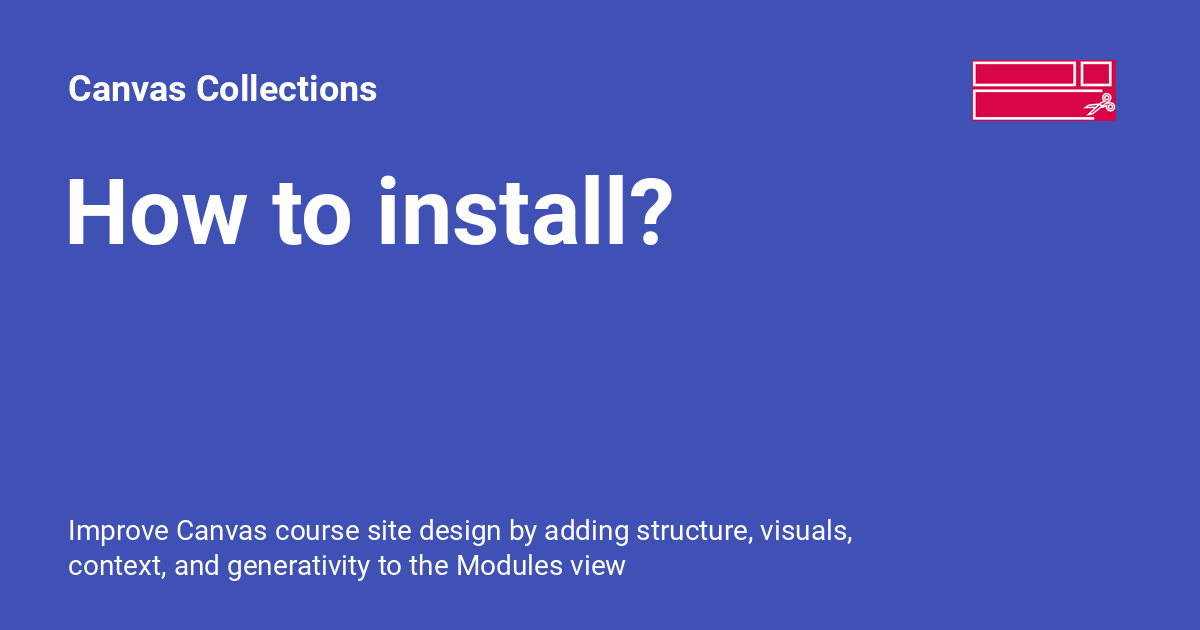 Canvas Collections
How to install?
Improve Canvas course site design by adding structure, visuals,
context, and generativity to the Modules view